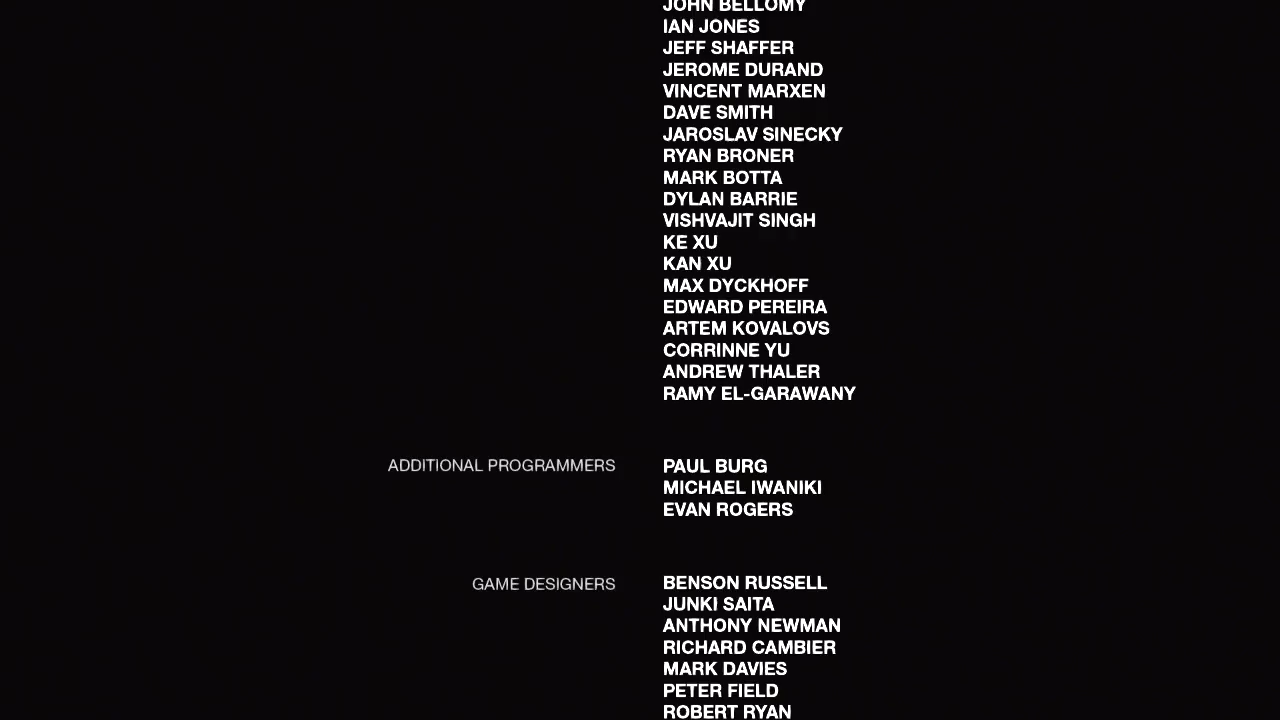 JOHN BELLOMY
IAN JONES
JEFF SHAFFER
JEROME DURAND
VINCENT MARXEN
DAVE SMITH
JAROSLAV SINECKY
RYAN BRONER
MARK BOTTA
DYLAN BARRIE
VISHVAJIT SINGH
KE XU
KAN XU
MAX DYCKHOFF
EDWARD PEREIRA
ARTEM KOVALOVS
CORRINNE YU
ANDREW THALER
RAMY EL-GARAWANY
ADDITIONAL PROGRAMMERS PAUL BURG
MICHAEL IWANIKI
EVAN ROGERS
GAME DESIGNERS BENSON RUSSELL
JUNKI SAITA
ANTHONY NEWMAN
RICHARD CAMBIER
MARK DAVIES
PETER FIELD
ROBERT RYAN